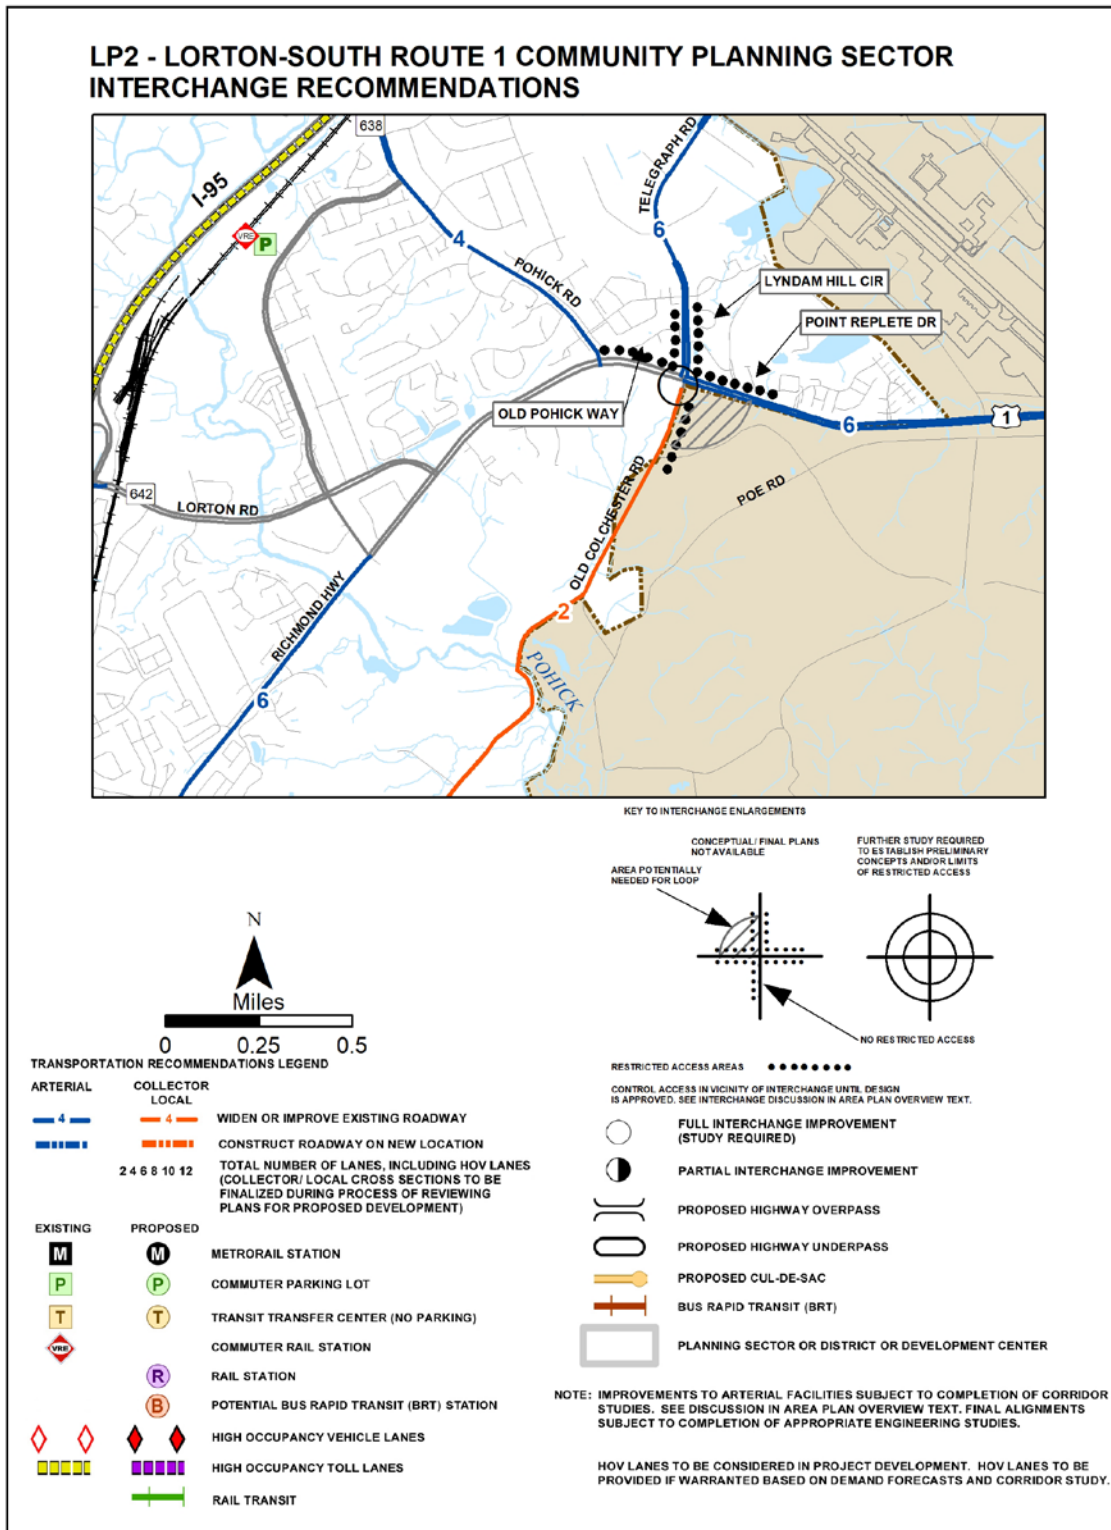 LP2 - LORTON-SOUTH ROUTE 1 COMMUNITY PLANNING SECTOR
INTERCHANGE RECOMMENDATIONS
638
I-95
VRE
P
TELEGRAPH RD
4
6
POHICK RD
LYNDAM HILL CIR
POINT REPLETE DR
OLD POHICK WAY
6
1
642
LORTON RD
OLD COLCHESTER RD
POE RD
RICHMOND HWY
2
POHICK
6
KEY TO INTERCHANGE ENLARGEMENTS
CONCEPTUAL/ FINAL PLANS
NOT AVAILABLE
FURTHER STUDY REQUIRED
TO ESTABLISH PRELIMINARY
CONCEPTS AND/OR LIMITS
OF RESTRICTED ACCESS
AREA POTENTIALLY
NEEDED FOR LOOP
NO RESTRICTED ACCESS
N
Miles
0 0.25 0.5
TRANSPORTATION RECOMMENDATIONS LEGEND
ARTERIAL
COLLECTOR
LOCAL
4 4 WIDEN OR IMPROVE EXISTING ROADWAY
CONSTRUCT ROADWAY ON NEW LOCATION
2 4 6 8 10 12 TOTAL NUMBER OF LANES, INCLUDING HOV LANES
(COLLECTOR/ LOCAL CROSS SECTIONS TO BE
FINALIZED DURING PROCESS OF REVIEWING
PLANS FOR PROPOSED DEVELOPMENT)
EXISTING PROPOSED
M M METRORAIL STATION
P P COMMUTER PARKING LOT
T T TRANSIT TRANSFER CENTER (NO PARKING)
VRE COMMUTER RAIL STATION
R RAIL STATION
B POTENTIAL BUS RAPID TRANSIT (BRT) STATION
HIGH OCCUPANCY VEHICLE LANES
HIGH OCCUPANCY TOLL LANES
RAIL TRANSIT
RESTRICTED ACCESS AREAS
CONTROL ACCESS IN VICINITY OF INTERCHANGE UNTIL DESIGN
IS APPROVED. SEE INTERCHANGE DISCUSSION IN AREA PLAN OVERVIEW TEXT.
FULL INTERCHANGE IMPROVEMENT
(STUDY REQUIRED)
PARTIAL INTERCHANGE IMPROVEMENT
PROPOSED HIGHWAY OVERPASS
PROPOSED HIGHWAY UNDERPASS
PROPOSED CUL-DE-SAC
BUS RAPID TRANSIT (BRT)
PLANNING SECTOR OR DISTRICT OR DEVELOPMENT CENTER
NOTE: IMPROVEMENTS TO ARTERIAL FACILITIES SUBJECT TO COMPLETION OF CORRIDOR
STUDIES. SEE DISCUSSION IN AREA PLAN OVERVIEW TEXT. FINAL ALIGNMENTS
SUBJECT TO COMPLETION OF APPROPRIATE ENGINEERING STUDIES.
HOV LANES TO BE CONSIDERED IN PROJECT DEVELOPMENT. HOV LANES TO BE
PROVIDED IF WARRANTED BASED ON DEMAND FORECASTS AND CORRIDOR STUDY.